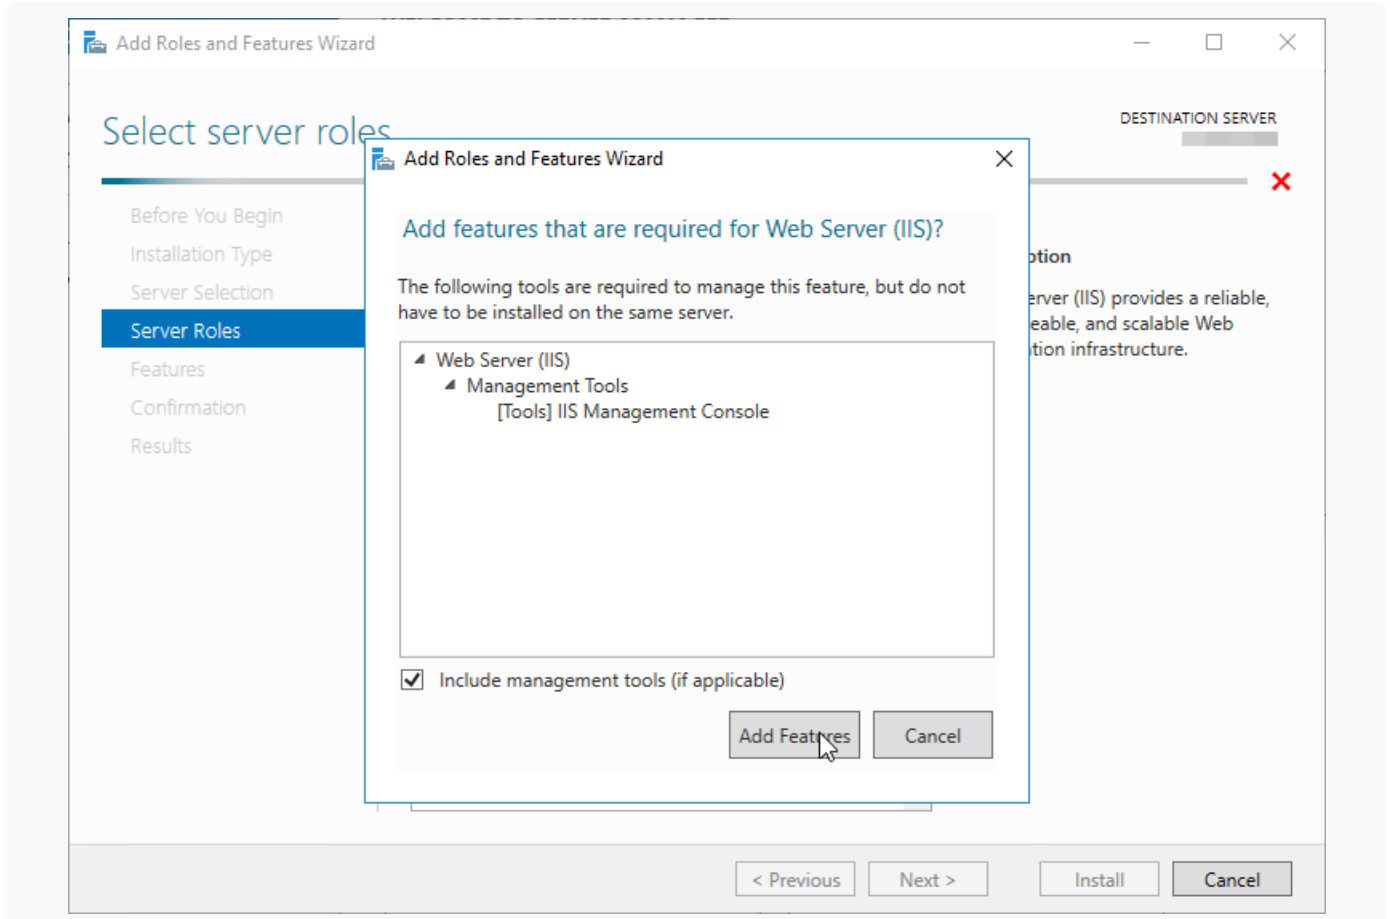 Add Roles and Features Wizard
Select server roles
DESTINATION SERVER
Before You Begin
Installation Type
Server Selection
Server Roles
Features
Confirmation
Results
Add Roles and Features Wizard
Add features that are required for Web Server (IIS)?
The following tools are required to manage this feature, but do not
have to be installed on the same server.
Web Server (IIS)
Management Tools
[Tools] IIS Management Console
Include management tools (if applicable)
Add Features
Cancel
(IIS) provides a reliable,
and scalable Web
infrastructure.
< Previous
Next >
Install
Cancel